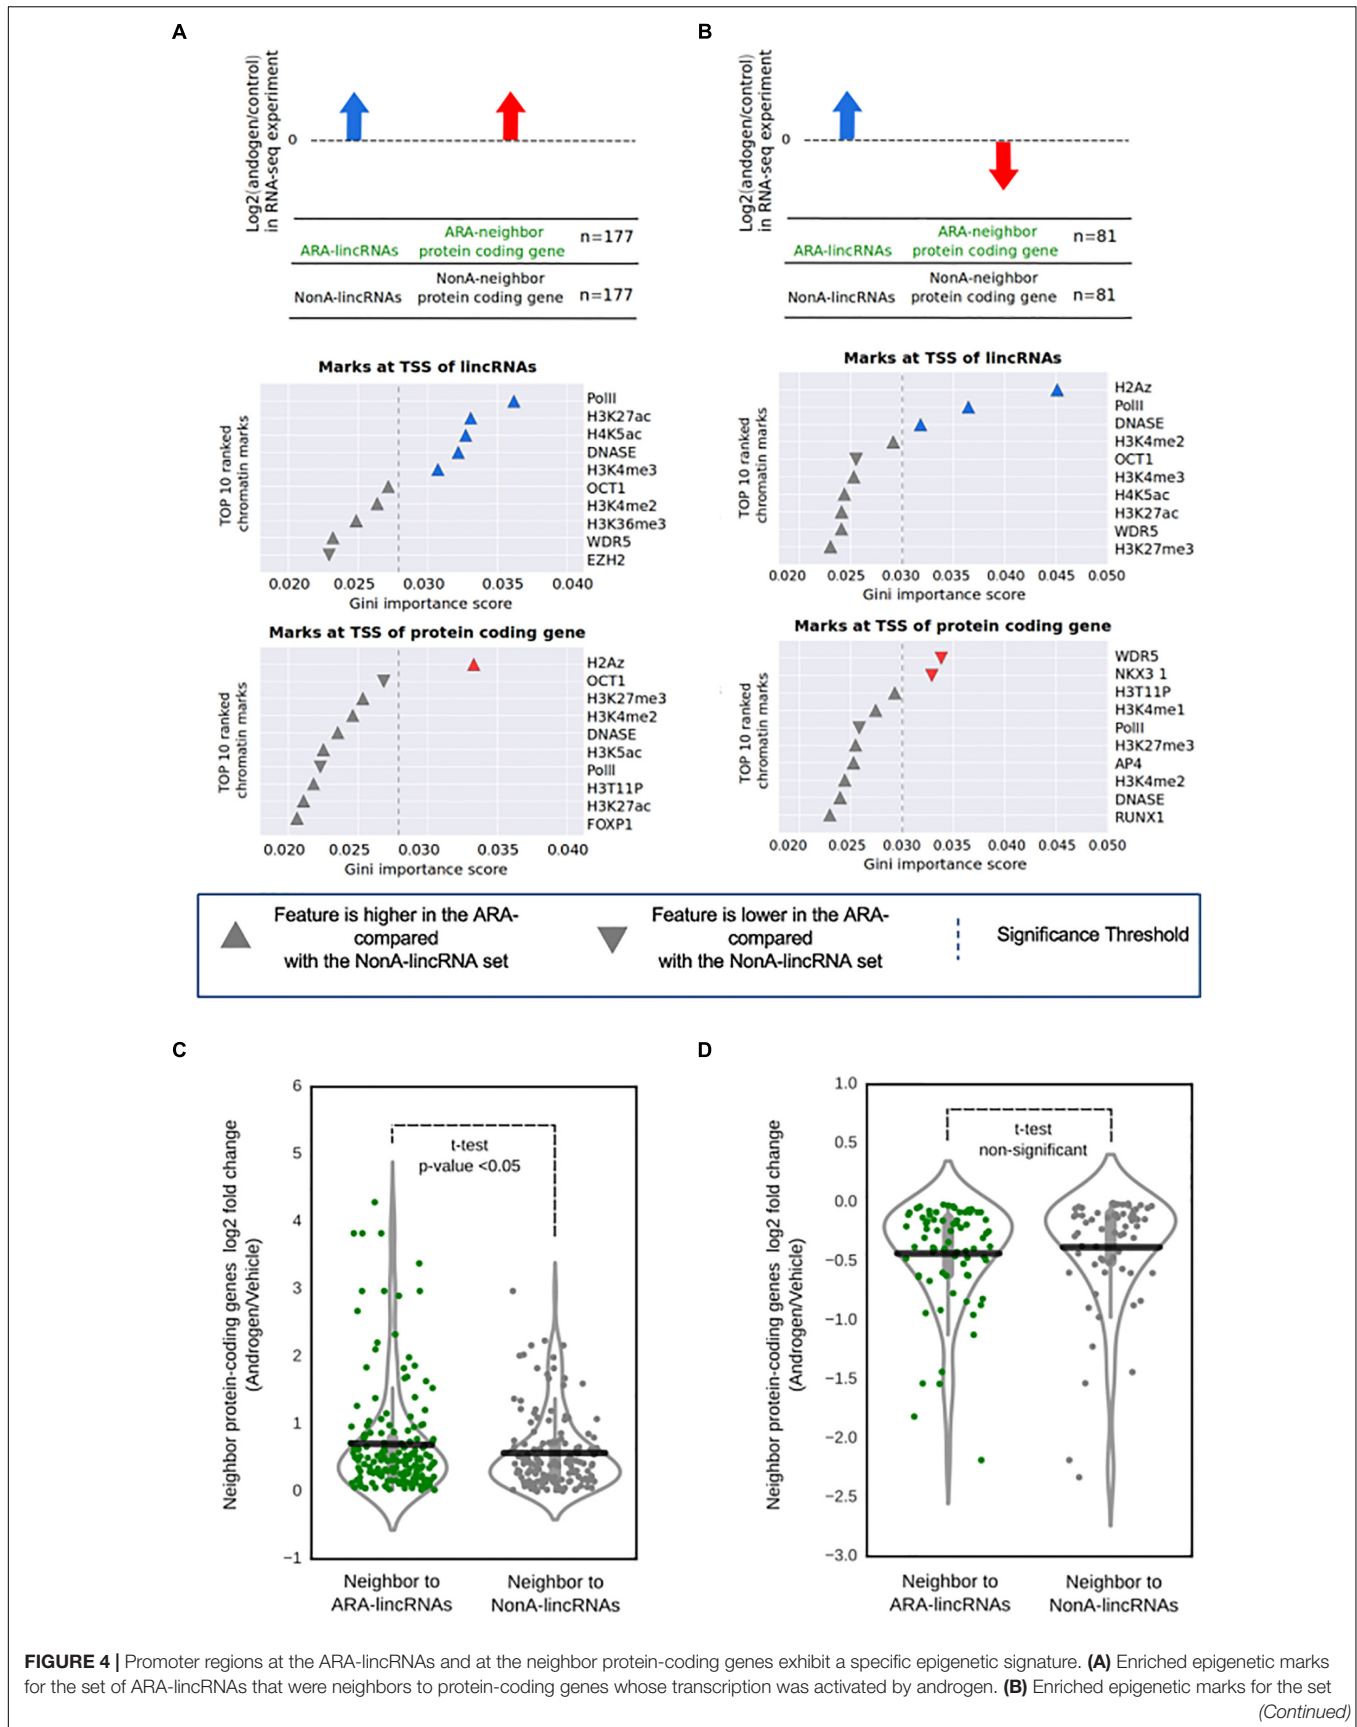 A
Log2(andogen/control)
in RNA-seq experiment
0
ARA-lincRNAs
ARA-neighbor
protein coding gene
n=177
NonA-lincRNAs
NonA-neighbor
protein coding gene
n=177
Marks at TSS of lincRNAs
TOP 10 ranked
chromatin marks
PolII
H3K27ac
H4K5ac
DNASE
H3K4me3
OCT1
H3K4me2
H3K36me3
WDR5
EZH2
0.020 0.025 0.030 0.035 0.040
Gini importance score
Marks at TSS of protein coding gene
TOP 10 ranked
chromatin marks
H2Az
OCT1
H3K27me3
H3K4me2
DNASE
H3K5ac
PolII
H3T11P
H3K27ac
FOXP1
0.020 0.025 0.030 0.035 0.040
Gini importance score
B
Log2(andogen/control)
in RNA-seq experiment
0
ARA-lincRNAs
ARA-neighbor
protein coding gene
n=81
NonA-lincRNAs
NonA-neighbor
protein coding gene
n=81
Marks at TSS of lincRNAs
TOP 10 ranked
chromatin marks
H2Az
PolII
DNASE
H3K4me2
OCT1
H3K4me3
H4K5ac
H3K27ac
WDR5
H3K27me3
0.020 0.025 0.030 0.035 0.040 0.045 0.050
Gini importance score
Marks at TSS of protein coding gene
TOP 10 ranked
chromatin marks
WDR5
NKX3 1
H3T11P
H3K4me1
PolII
H3K27me3
AP4
H3K4me2
DNASE
RUNX1
0.020 0.025 0.030 0.035 0.040 0.045 0.050
Gini importance score
Feature is higher in the ARA-
compared
with the NonA-lincRNA set
Feature is lower in the ARA-
compared
with the NonA-lincRNA set
Significance Threshold
C
Neighbor protein-coding genes log2 fold change
(Androgen/Vehicle)
6
5
4
3
2
1
0
−1
t-test
p-value <0.05
Neighbor to
ARA-lincRNAs
Neighbor to
NonA-lincRNAs
D
Neighbor protein-coding genes log2 fold change
(Androgen/Vehicle)
1.0
0.5
0.0
−0.5
−1.0
−1.5
−2.0
−2.5
−3.0
t-test
non-significant
Neighbor to
ARA-lincRNAs
Neighbor to
NonA-lincRNAs
FIGURE 4 | Promoter regions at the ARA-lincRNAs and at the neighbor protein-coding genes exhibit a specific epigenetic signature. (A) Enriched epigenetic marks
for the set of ARA-lincRNAs that were neighbors to protein-coding genes whose transcription was activated by androgen. (B) Enriched epigenetic marks for the set
(Continued)